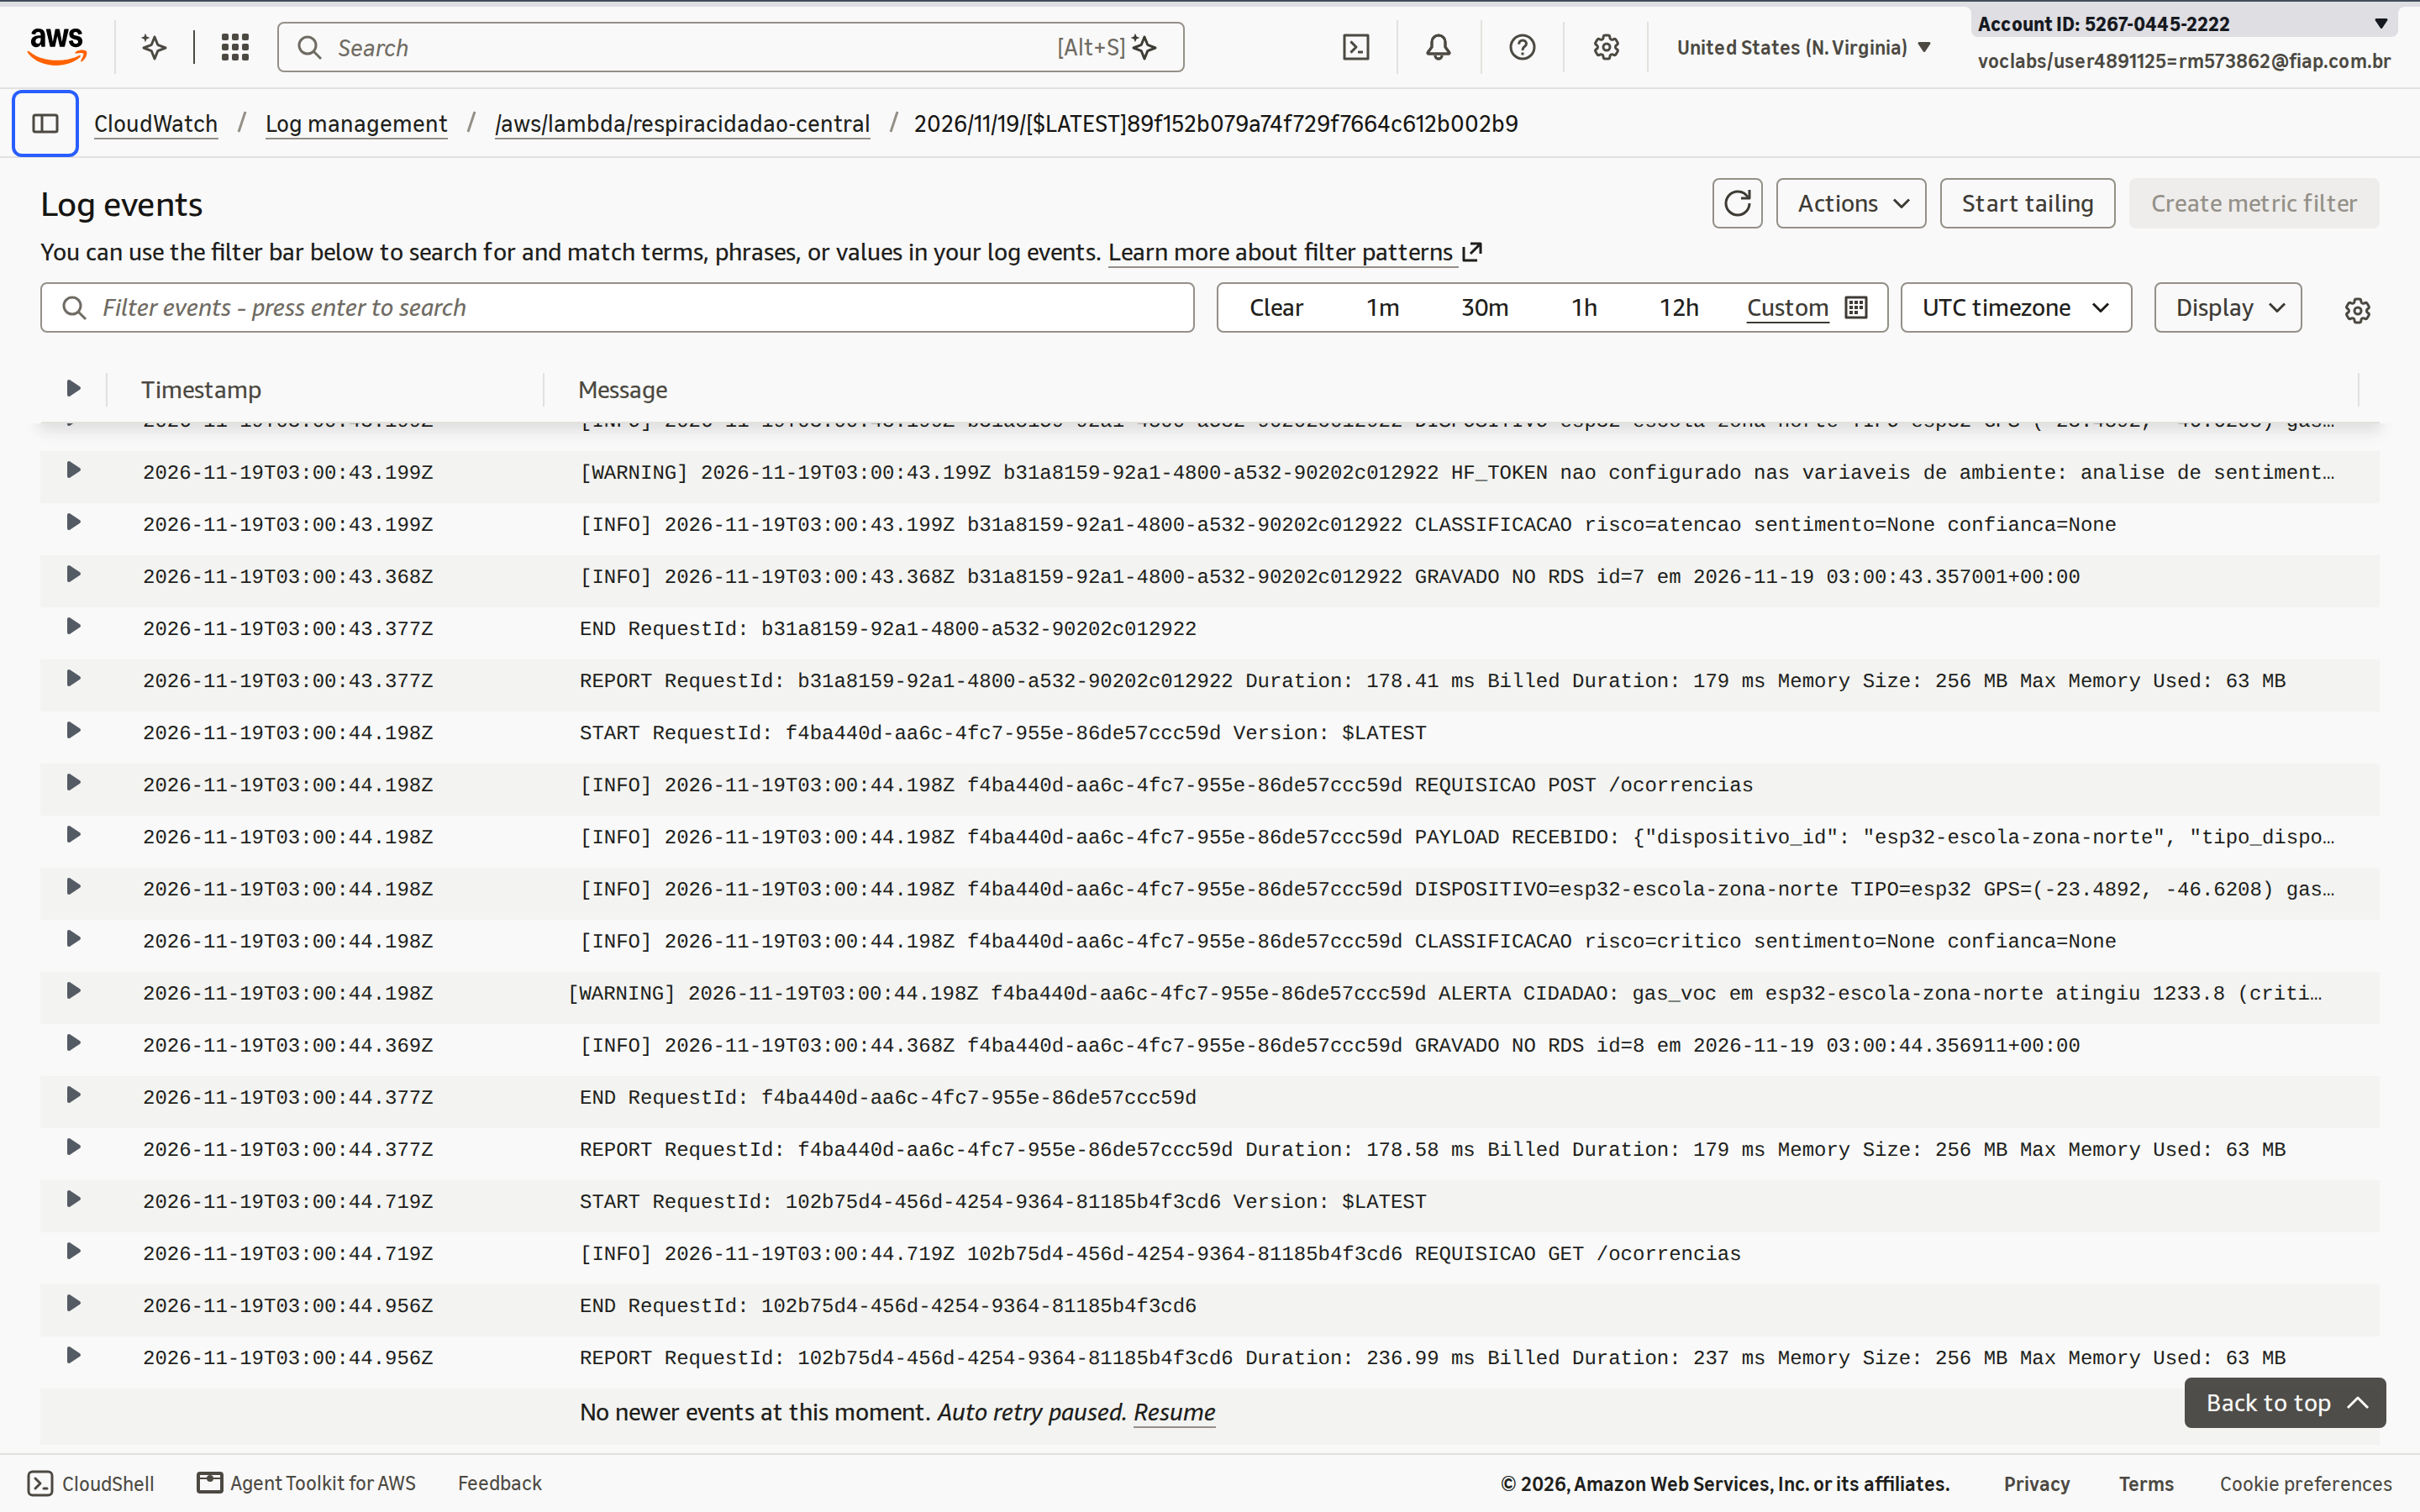 aws
Search [Alt+S]
United States (N. Virginia)
Account ID: 5267-0445-2222
voclabs/user4891125=rm573862@fiap.com.br
CloudWatch / Log management / /aws/lambda/respiracidadao-central / 2026/11/19/[$LATEST]89f152b079a74f729f7664c612b002b9
Log events
Actions
Start tailing
Create metric filter
You can use the filter bar below to search for and match terms, phrases, or values in your log events. Learn more about filter patterns
Filter events - press enter to search
Clear 1m 30m 1h 12h Custom
UTC timezone
Display
Timestamp Message
2026-11-19T03:00:43.199Z [WARNING] 2026-11-19T03:00:43.199Z b31a8159-92a1-4800-a532-90202c012922 HF_TOKEN nao configurado nas variaveis de ambiente: analise de sentiment…
2026-11-19T03:00:43.199Z [INFO] 2026-11-19T03:00:43.199Z b31a8159-92a1-4800-a532-90202c012922 CLASSIFICACAO risco=atencao sentimento=None confianca=None
2026-11-19T03:00:43.368Z [INFO] 2026-11-19T03:00:43.368Z b31a8159-92a1-4800-a532-90202c012922 GRAVADO NO RDS id=7 em 2026-11-19 03:00:43.357001+00:00
2026-11-19T03:00:43.377Z END RequestId: b31a8159-92a1-4800-a532-90202c012922
2026-11-19T03:00:43.377Z REPORT RequestId: b31a8159-92a1-4800-a532-90202c012922 Duration: 178.41 ms Billed Duration: 179 ms Memory Size: 256 MB Max Memory Used: 63 MB
2026-11-19T03:00:44.198Z START RequestId: f4ba440d-aa6c-4fc7-955e-86de57ccc59d Version: $LATEST
2026-11-19T03:00:44.198Z [INFO] 2026-11-19T03:00:44.198Z f4ba440d-aa6c-4fc7-955e-86de57ccc59d REQUISICAO POST /ocorrencias
2026-11-19T03:00:44.198Z [INFO] 2026-11-19T03:00:44.198Z f4ba440d-aa6c-4fc7-955e-86de57ccc59d PAYLOAD RECEBIDO: {"dispositivo_id": "esp32-escola-zona-norte", "tipo_dispo…
2026-11-19T03:00:44.198Z [INFO] 2026-11-19T03:00:44.198Z f4ba440d-aa6c-4fc7-955e-86de57ccc59d DISPOSITIVO=esp32-escola-zona-norte TIPO=esp32 GPS=(-23.4892, -46.6208) gas…
2026-11-19T03:00:44.198Z [INFO] 2026-11-19T03:00:44.198Z f4ba440d-aa6c-4fc7-955e-86de57ccc59d CLASSIFICACAO risco=critico sentimento=None confianca=None
2026-11-19T03:00:44.198Z [WARNING] 2026-11-19T03:00:44.198Z f4ba440d-aa6c-4fc7-955e-86de57ccc59d ALERTA CIDADAO: gas_voc em esp32-escola-zona-norte atingiu 1233.8 (criti…
2026-11-19T03:00:44.369Z [INFO] 2026-11-19T03:00:44.368Z f4ba440d-aa6c-4fc7-955e-86de57ccc59d GRAVADO NO RDS id=8 em 2026-11-19 03:00:44.356911+00:00
2026-11-19T03:00:44.377Z END RequestId: f4ba440d-aa6c-4fc7-955e-86de57ccc59d
2026-11-19T03:00:44.377Z REPORT RequestId: f4ba440d-aa6c-4fc7-955e-86de57ccc59d Duration: 178.58 ms Billed Duration: 179 ms Memory Size: 256 MB Max Memory Used: 63 MB
2026-11-19T03:00:44.719Z START RequestId: 102b75d4-456d-4254-9364-81185b4f3cd6 Version: $LATEST
2026-11-19T03:00:44.719Z [INFO] 2026-11-19T03:00:44.719Z 102b75d4-456d-4254-9364-81185b4f3cd6 REQUISICAO GET /ocorrencias
2026-11-19T03:00:44.956Z END RequestId: 102b75d4-456d-4254-9364-81185b4f3cd6
2026-11-19T03:00:44.956Z REPORT RequestId: 102b75d4-456d-4254-9364-81185b4f3cd6 Duration: 236.99 ms Billed Duration: 237 ms Memory Size: 256 MB Max Memory Used: 63 MB
No newer events at this moment. Auto retry paused. Resume
Back to top
CloudShell Agent Toolkit for AWS Feedback © 2026, Amazon Web Services, Inc. or its affiliates. Privacy Terms Cookie preferences